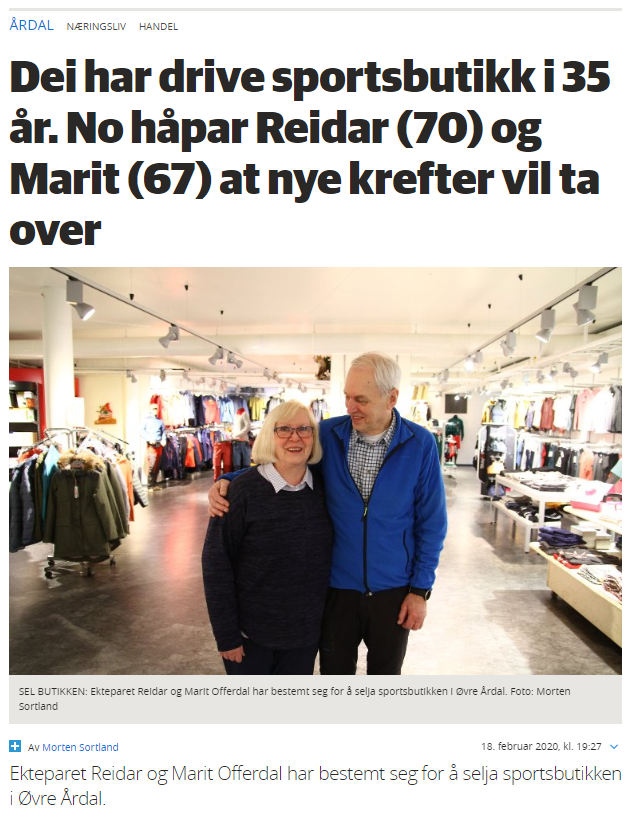 ÅRDAL NÆRINGSLIV HANDEL
Dei har drive sportsbutikk i 35
år. No håpar Reidar (70) og
Marit (67) at nye krefter vil ta
over
SEL BUTIKKEN: Ekteparet Reidar og Marit Offerdal har bestemt seg for å selja sportsbutikken i Øvre Årdal. Foto: Morten
Sortland
Av Morten Sortland 18. februar 2020, kl. 19:27
Ekteparet Reidar og Marit Offerdal har bestemt seg for å selja sportsbutikken
i Øvre Årdal.